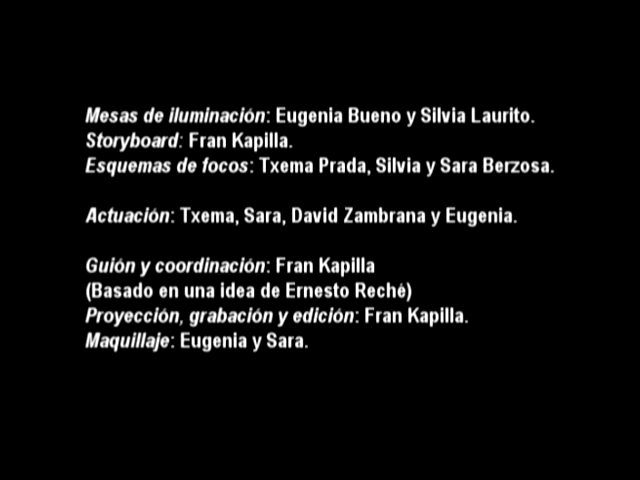 Mesas de iluminación: Eugenia Bueno y Silvia Laurito.
Storyboard: Fran Kapilla.
Esquemas de focos: Txema Prada, Silvia y Sara Berzosa.
Actuación: Txema, Sara, David Zambrana y Eugenia.
Guión y coordinación: Fran Kapilla
(Basado en una idea de Ernesto Reché)
Proyección, grabación y edición: Fran Kapilla.
Maquillaje: Eugenia y Sara.